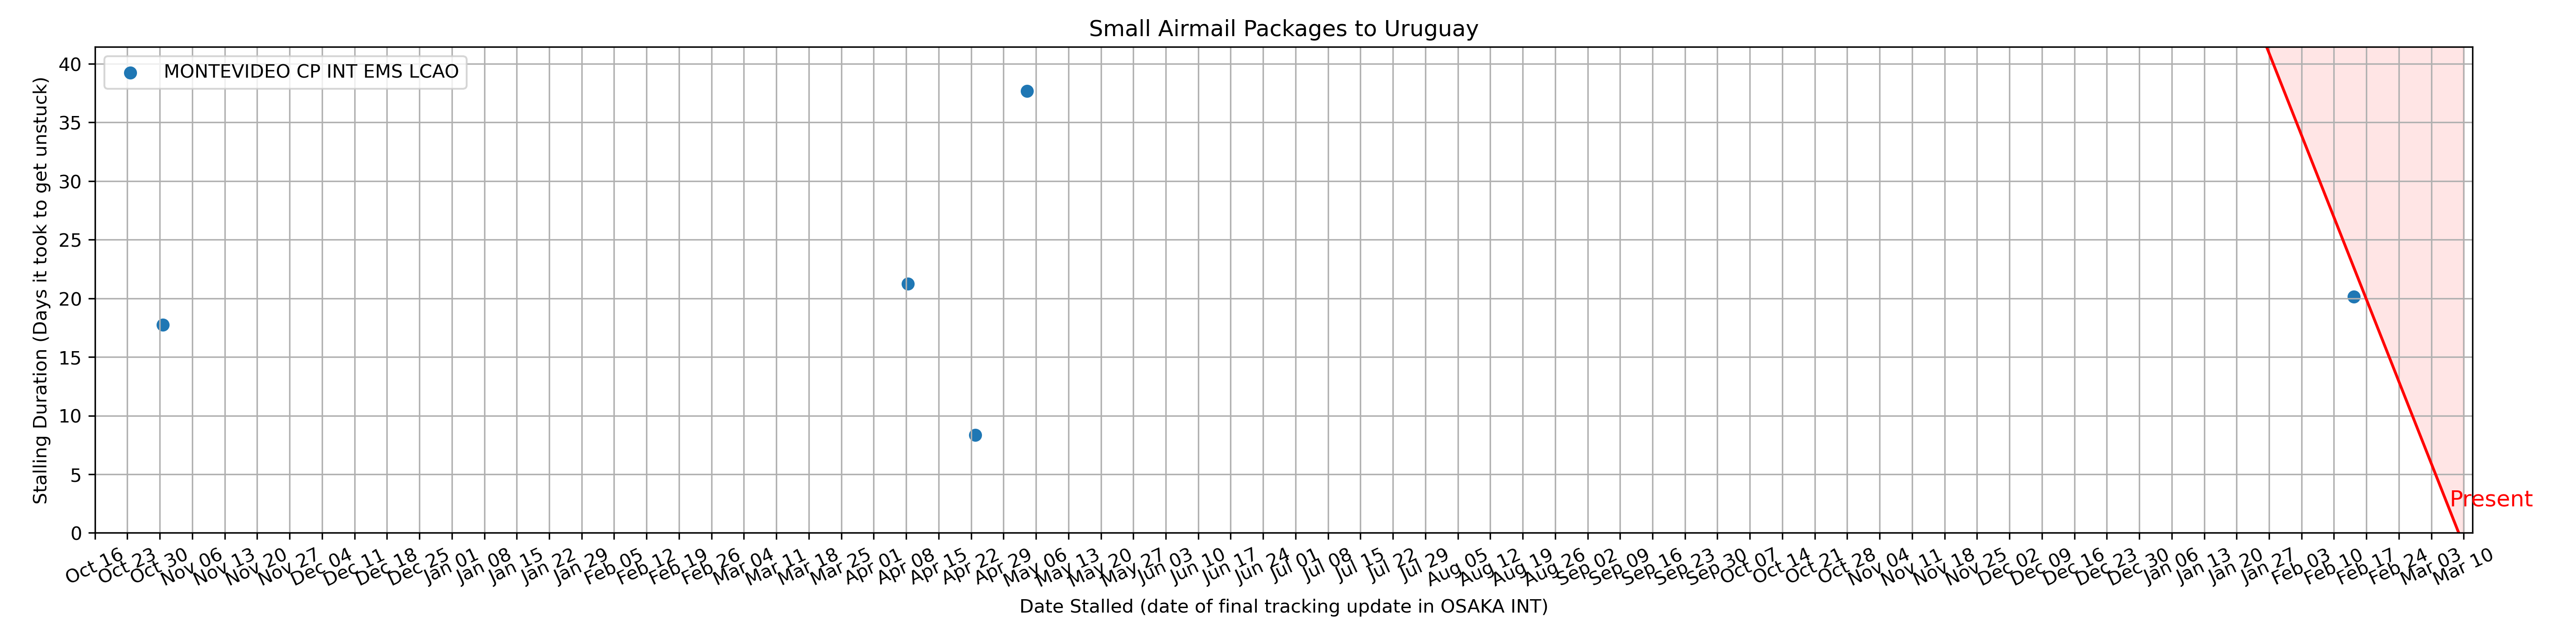 Small Airmail Packages to Uruguay
MONTEVIDEO CP INT EMS LCAO
Stalling Duration (Days it took to get unstuck)
40
35
30
25
20
15
10
5
0
Present
Oct 16
Oct 23
Oct 30
Nov 06
Nov 13
Nov 20
Nov 27
Dec 04
Dec 11
Dec 18
Dec 25
Jan 01
Jan 08
Jan 15
Jan 22
Jan 29
Feb 05
Feb 12
Feb 19
Feb 26
Mar 04
Mar 11
Mar 18
Mar 25
Apr 01
Apr 08
Apr 15
Apr 22
Apr 29
May 06
May 13
May 20
May 27
Jun 03
Jun 10
Jun 17
Jun 24
Jul 01
Jul 08
Jul 15
Jul 22
Jul 29
Aug 05
Aug 12
Aug 19
Aug 26
Sep 02
Sep 09
Sep 16
Sep 23
Sep 30
Oct 07
Oct 14
Oct 21
Oct 28
Nov 04
Nov 11
Nov 18
Nov 25
Dec 02
Dec 09
Dec 16
Dec 23
Dec 30
Jan 06
Jan 13
Jan 20
Jan 27
Feb 03
Feb 10
Feb 17
Feb 24
Mar 03
Mar 10
Date Stalled (date of final tracking update in OSAKA INT)